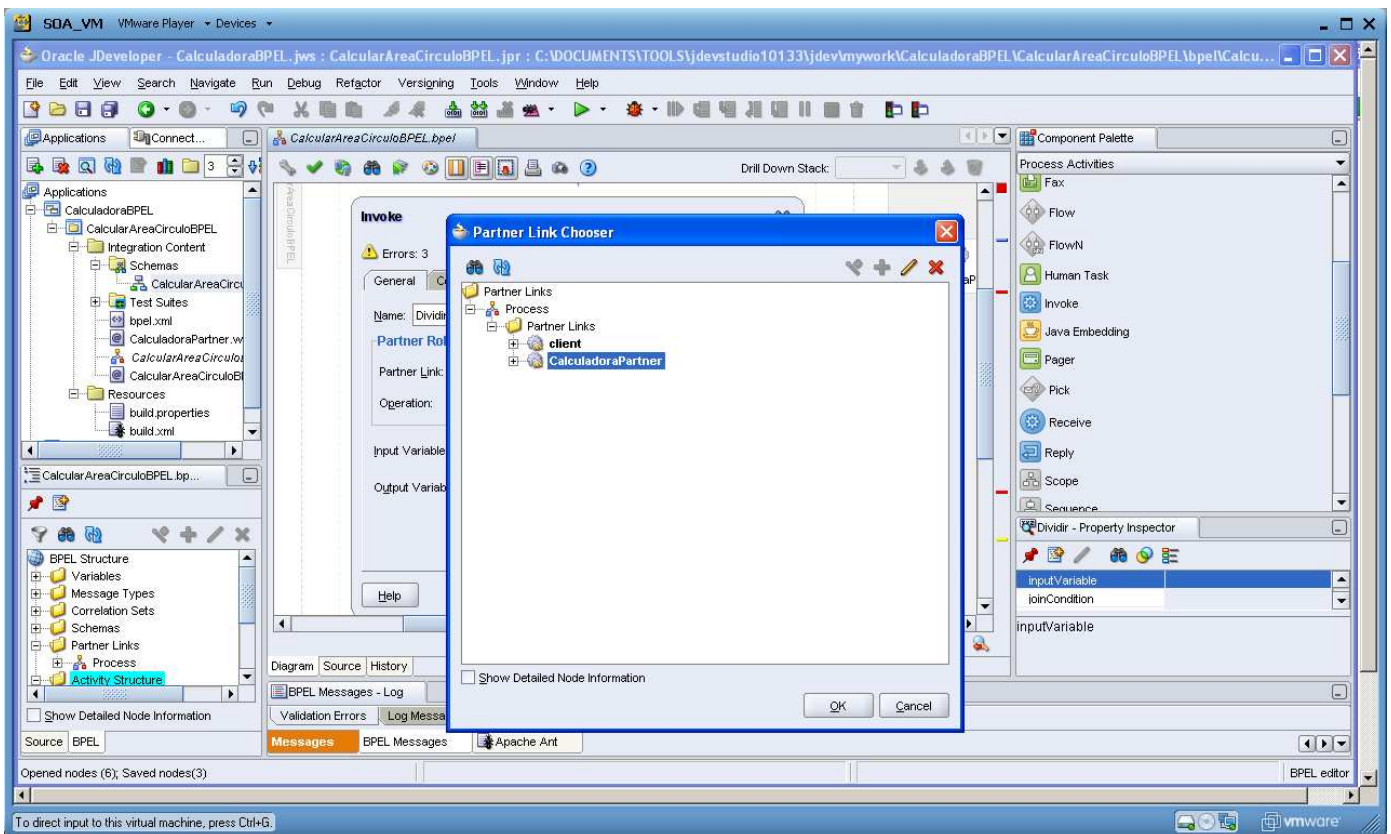 SOA_VM VMware Player Devices
Oracle JDeveloper - CalculadoraBPEL.jws : CalcularAreaCirculoBPEL.jpr : C:\DOCUMENTS\TOOLS\jdevstudio10133\jdev\mywork\CalculadoraBPEL\CalcularAreaCirculoBPEL\bpel\Calcu...
File Edit View Search Navigate Run Debug Refactor Versioning Tools Window Help
Applications Connect...
3
Applications
CalculadoraBPEL
CalcularAreaCirculoBPEL
Integration Content
Schemas
CalcularAreaCircu
Test Suites
bpel.xml
CalculadoraPartner.w
CalcularAreaCirculo
CalcularAreaCirculoBI
Resources
build.properties
build.xml
CalcularAreaCirculoBPEL.bp...
BPEL Structure
Variables
Message Types
Correlation Sets
Schemas
Partner Links
Process
Activity Structure
Show Detailed Node Information
Source BPEL
CalcularAreaCirculoBPEL.bpel
Drill Down Stack:
AreaCirculoBPEL
Invoke
Errors: 3
General
Name: Dividir
Partner Rol
Partner Link:
Operation:
Input Variable
Output Variab
Help
aP
Diagram Source History
BPEL Messages - Log
Validation Errors Log Messa
Messages BPEL Messages Apache Ant
Partner Link Chooser
Partner Links
Process
Partner Links
client
CalculadoraPartner
Show Detailed Node Information
OK Cancel
Component Palette
Process Activities
Fax
Flow
FlowN
Human Task
Invoke
Java Embedding
Pager
Pick
Receive
Reply
Scope
Sequence
Dividir - Property Inspector
inputVariable
joinCondition
inputVariable
Opened nodes (6); Saved nodes(3)
BPEL editor
To direct input to this virtual machine, press Ctrl+G.
vmware